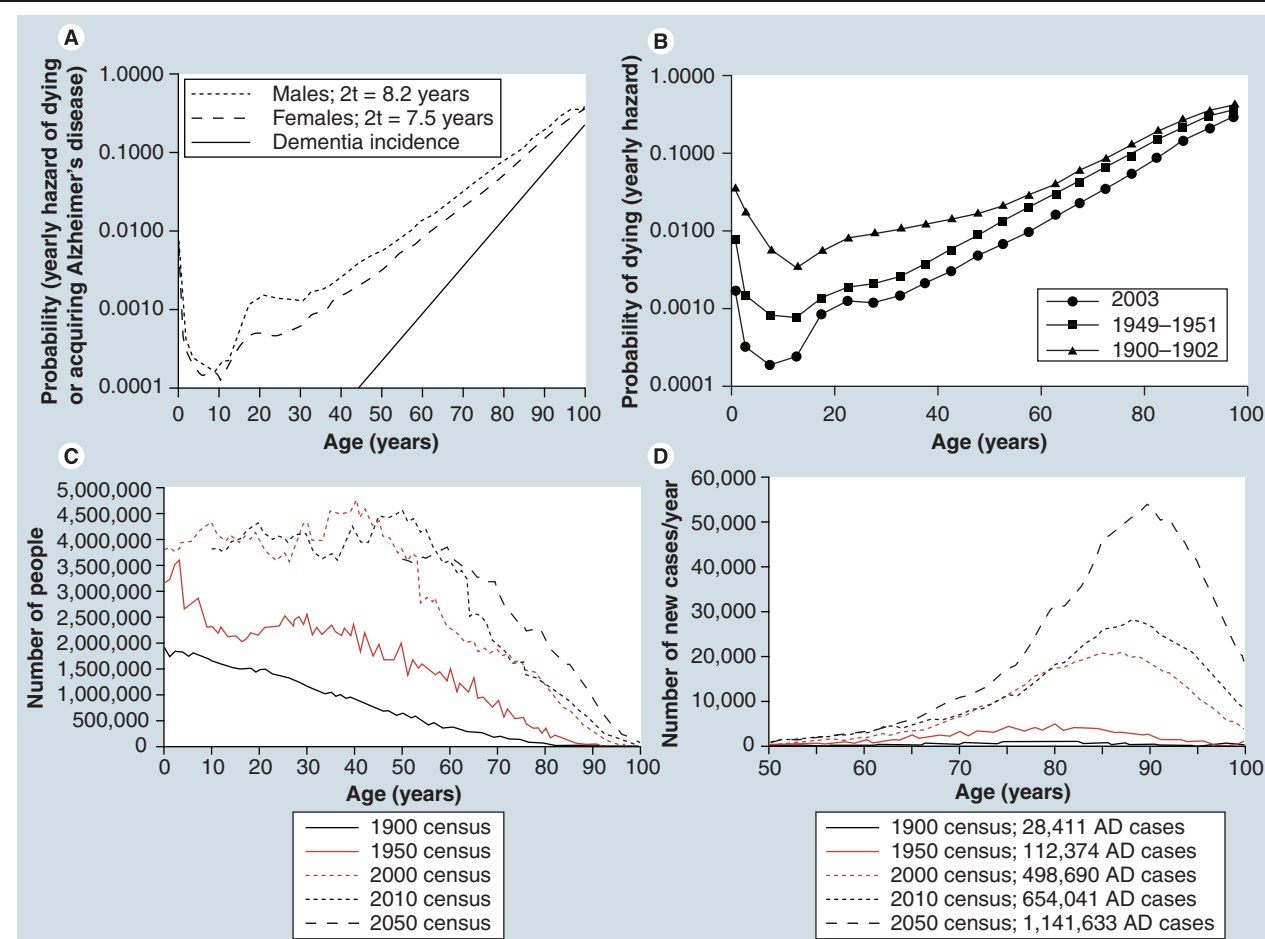 A
Probability (yearly hazard of dying
or acquiring Alzheimer's disease)
1.0000
0.1000
0.0100
0.0010
0.0001
Males; 2t = 8.2 years
Females; 2t = 7.5 years
Dementia incidence
0 10 20 30 40 50 60 70 80 90 100
Age (years)
B
Probability of dying (yearly hazard)
1.0000
0.1000
0.0100
0.0010
0.0001
2003
1949–1951
1900–1902
0 20 40 60 80 100
Age (years)
C
Number of people
5,000,000
4,500,000
4,000,000
3,500,000
3,000,000
2,500,000
2,000,000
1,500,000
1,000,000
500,000
0
0 10 20 30 40 50 60 70 80 90 100
Age (years)
1900 census
1950 census
2000 census
2010 census
2050 census
D
Number of new cases/year
60,000
50,000
40,000
30,000
20,000
10,000
0
50 60 70 80 90 100
Age (years)
1900 census; 28,411 AD cases
1950 census; 112,374 AD cases
2000 census; 498,690 AD cases
2010 census; 654,041 AD cases
2050 census; 1,141,633 AD cases